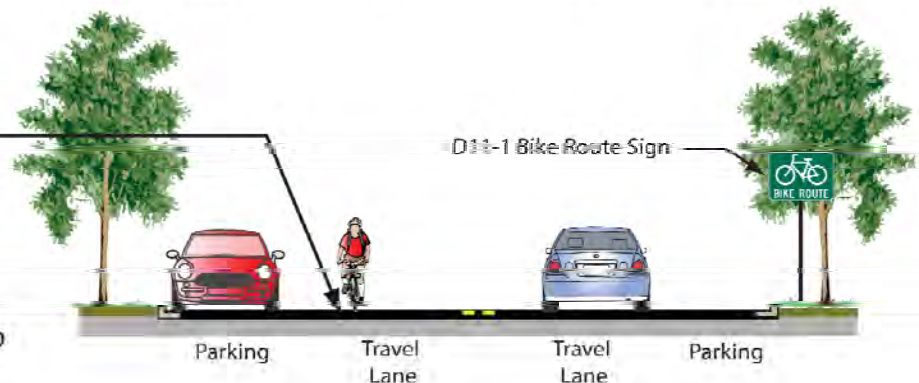 D11-1 Bike Route Sign
BIKE ROUTE
Parking
Travel
Lane
Travel
Lane
Parking